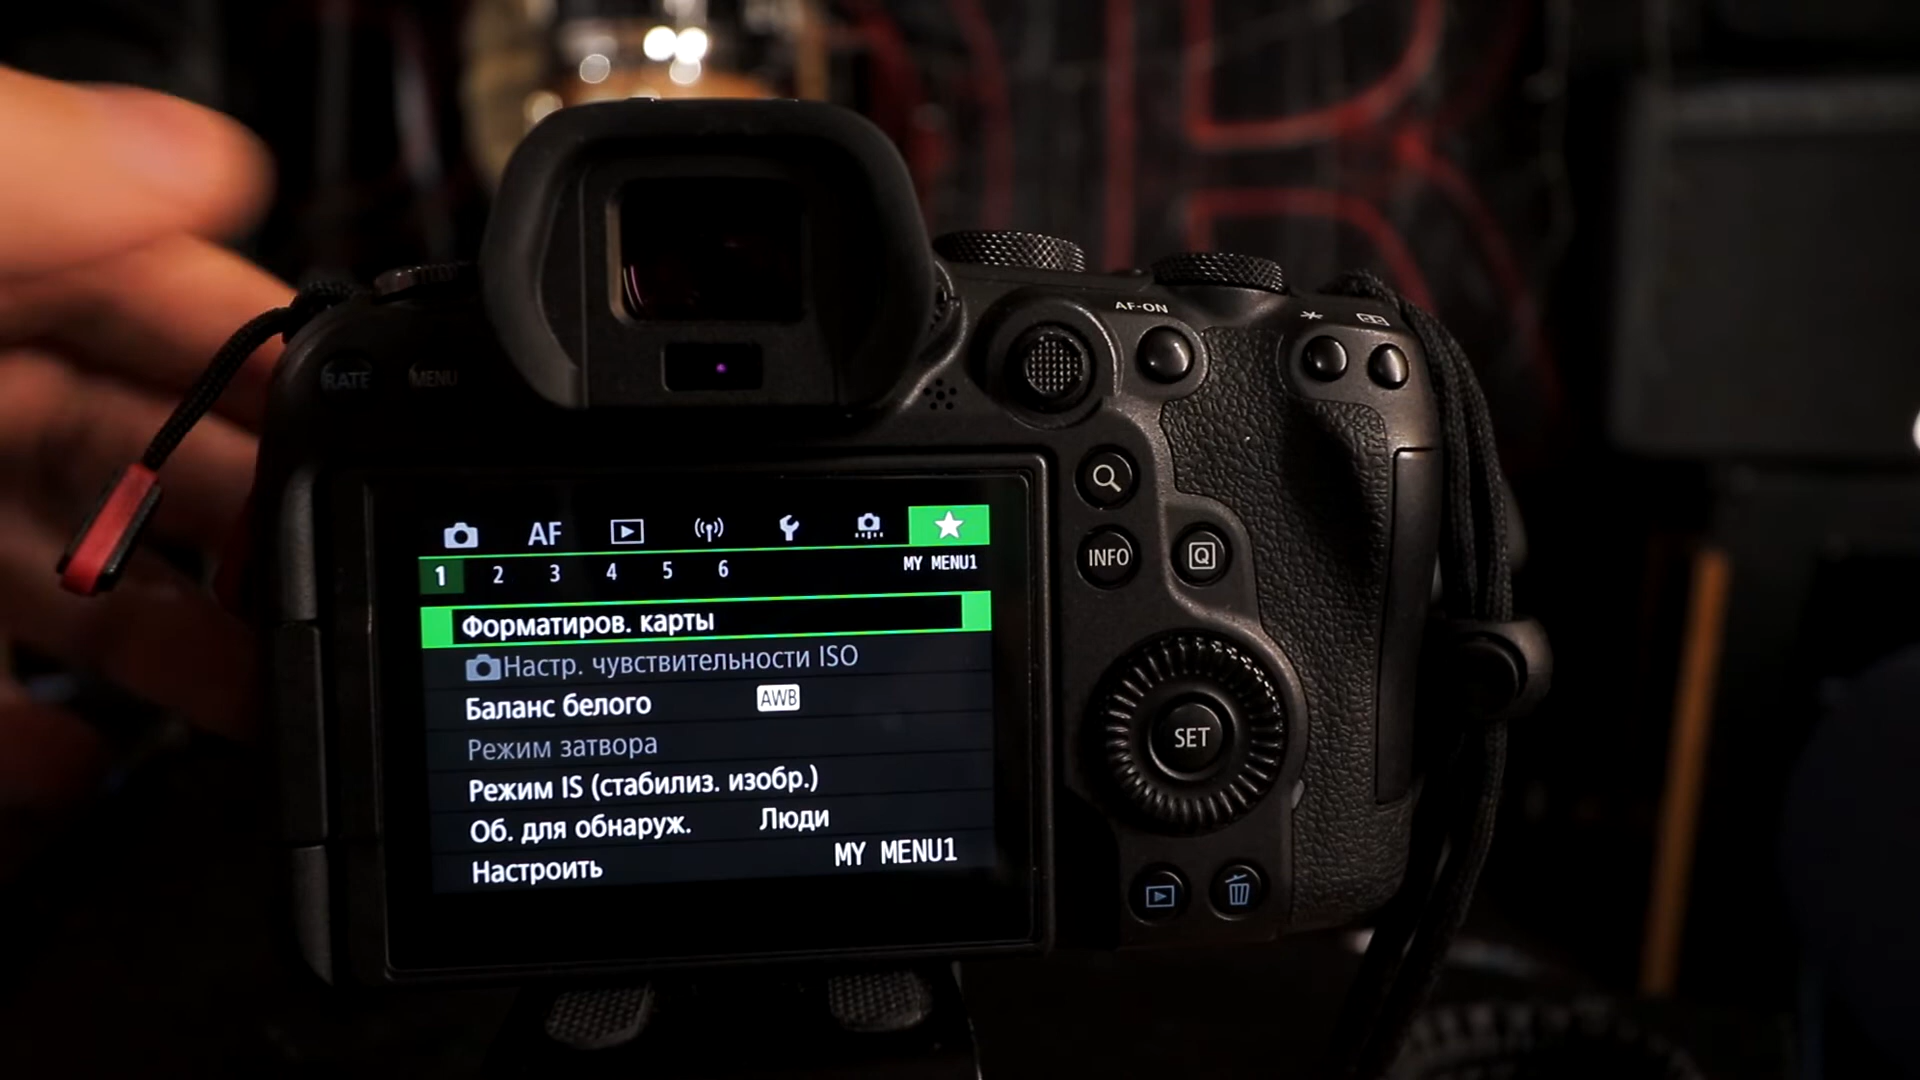 AF-ON
RATE MENU
INFO
Q
AF
1 2 3 4 5 6 MY MENU1
Форматиров. карты
Настр. чувствительности ISO
Баланс белого AWB
Режим затвора
Режим IS (стабилиз. изобр.)
Об. для обнаруж. Люди
Настроить MY MENU1
SET